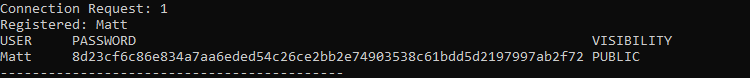 Connection Request: 1
Registered: Matt
USER PASSWORD VISIBILITY
Matt 8d23cf6c86e834a7aa6eded54c26ce2bb2e74903538c61bdd5d2197997ab2f72 PUBLIC
-------------------------------------------